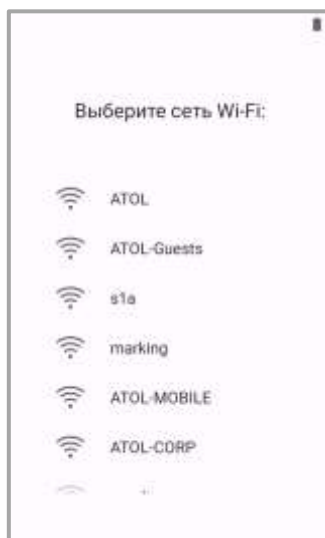 Выберите сеть Wi-Fi:
ATOL
ATOL-Guests
s1a
marking
ATOL-MOBILE
ATOL-CORP